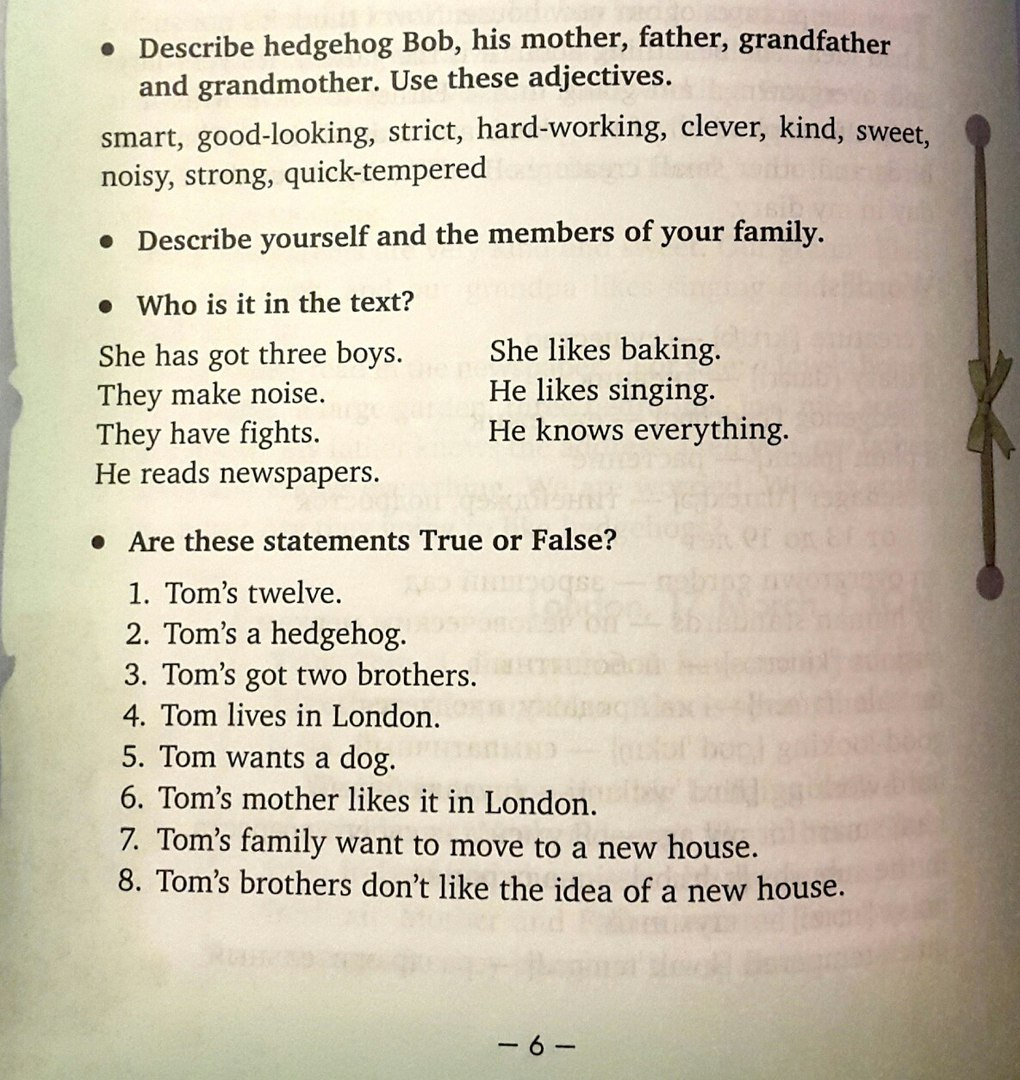 • Describe hedgehog Bob, his mother, father, grandfather
and grandmother. Use these adjectives.
smart, good-looking, strict, hard-working, clever, kind, sweet,
noisy, strong, quick-tempered
• Describe yourself and the members of your family.
• Who is it in the text?
She has got three boys.
They make noise.
They have fights.
He reads newspapers.
She likes baking.
He likes singing.
He knows everything.
• Are these statements True or False?
1. Tom's twelve.
2. Tom's a hedgehog.
3. Tom's got two brothers.
4. Tom lives in London.
5. Tom wants a dog.
6. Tom's mother likes it in London.
7. Tom's family want to move to a new house.
8. Tom's brothers don't like the idea of a new house.
— 6 —